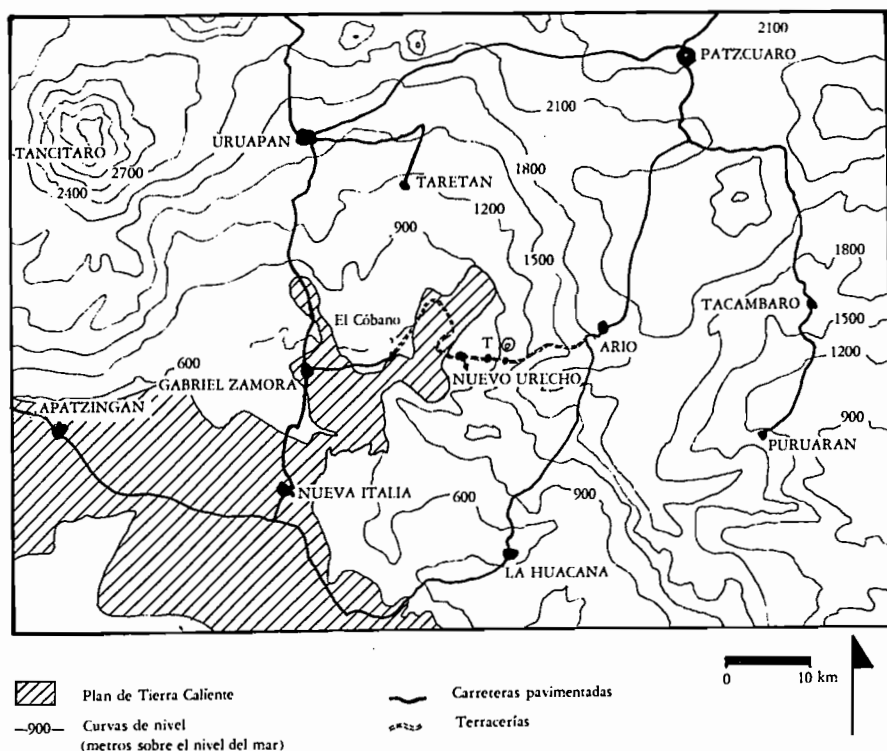 2100
PATZCUARO
2100
URUAPAN
TANCITARO
2700
2400
1800
TARETAN
1200
900
1500
1800
TACAMBARO
1500
El Cóbano
T
ARIO
1200
600
GABRIEL ZAMORA
NUEVO URECHO
APATZINGAN
900
PURUARAN
NUEVA ITALIA
600
900
LA HUACANA
0 10 km
Plan de Tierra Caliente
Carreteras pavimentadas
900 Curvas de nivel
(metros sobre el nivel del mar)
Terracerías